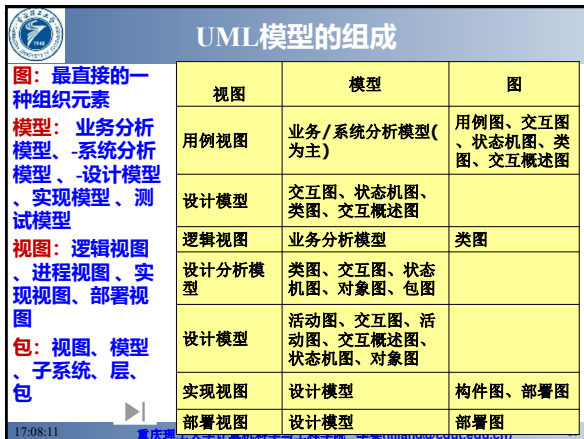 UML模型的组成
图：最直接的一
种组织元素
模型： 业务分析
模型、-系统分析
模型 、-设计模型
、实现模型 、测
试模型
视图：逻辑视图
、进程视图 、实
现视图、部署视
图
包：视图、模型
、子系统、层、
包
视图 模型 图
用例视图 业务/系统分析模型(
为主) 用例图、交互图
、状态机图、类
图、交互概述图
设计模型 交互图、状态机图、
类图、交互概述图
逻辑视图 业务分析模型 类图
设计分析模
型 类图、交互图、状态
机图、对象图、包图
设计模型 活动图、交互图、活
动图、交互概述图、
状态机图、对象图
实现视图 设计模型 构件图、部署图
部署视图 设计模型 部署图
17:08:11